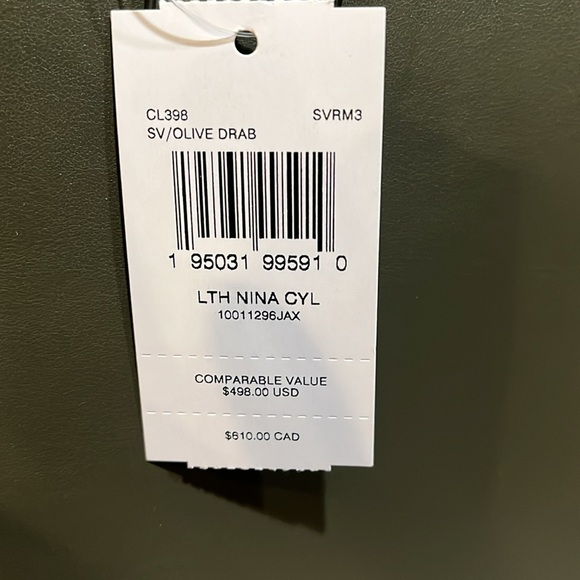 CL398 SVRM3
SV/OLIVE DRAB
1 95031 99591 0
LTH NINA CYL
10011296JAX
COMPARABLE VALUE
$498.00 USD
$610.00 CAD